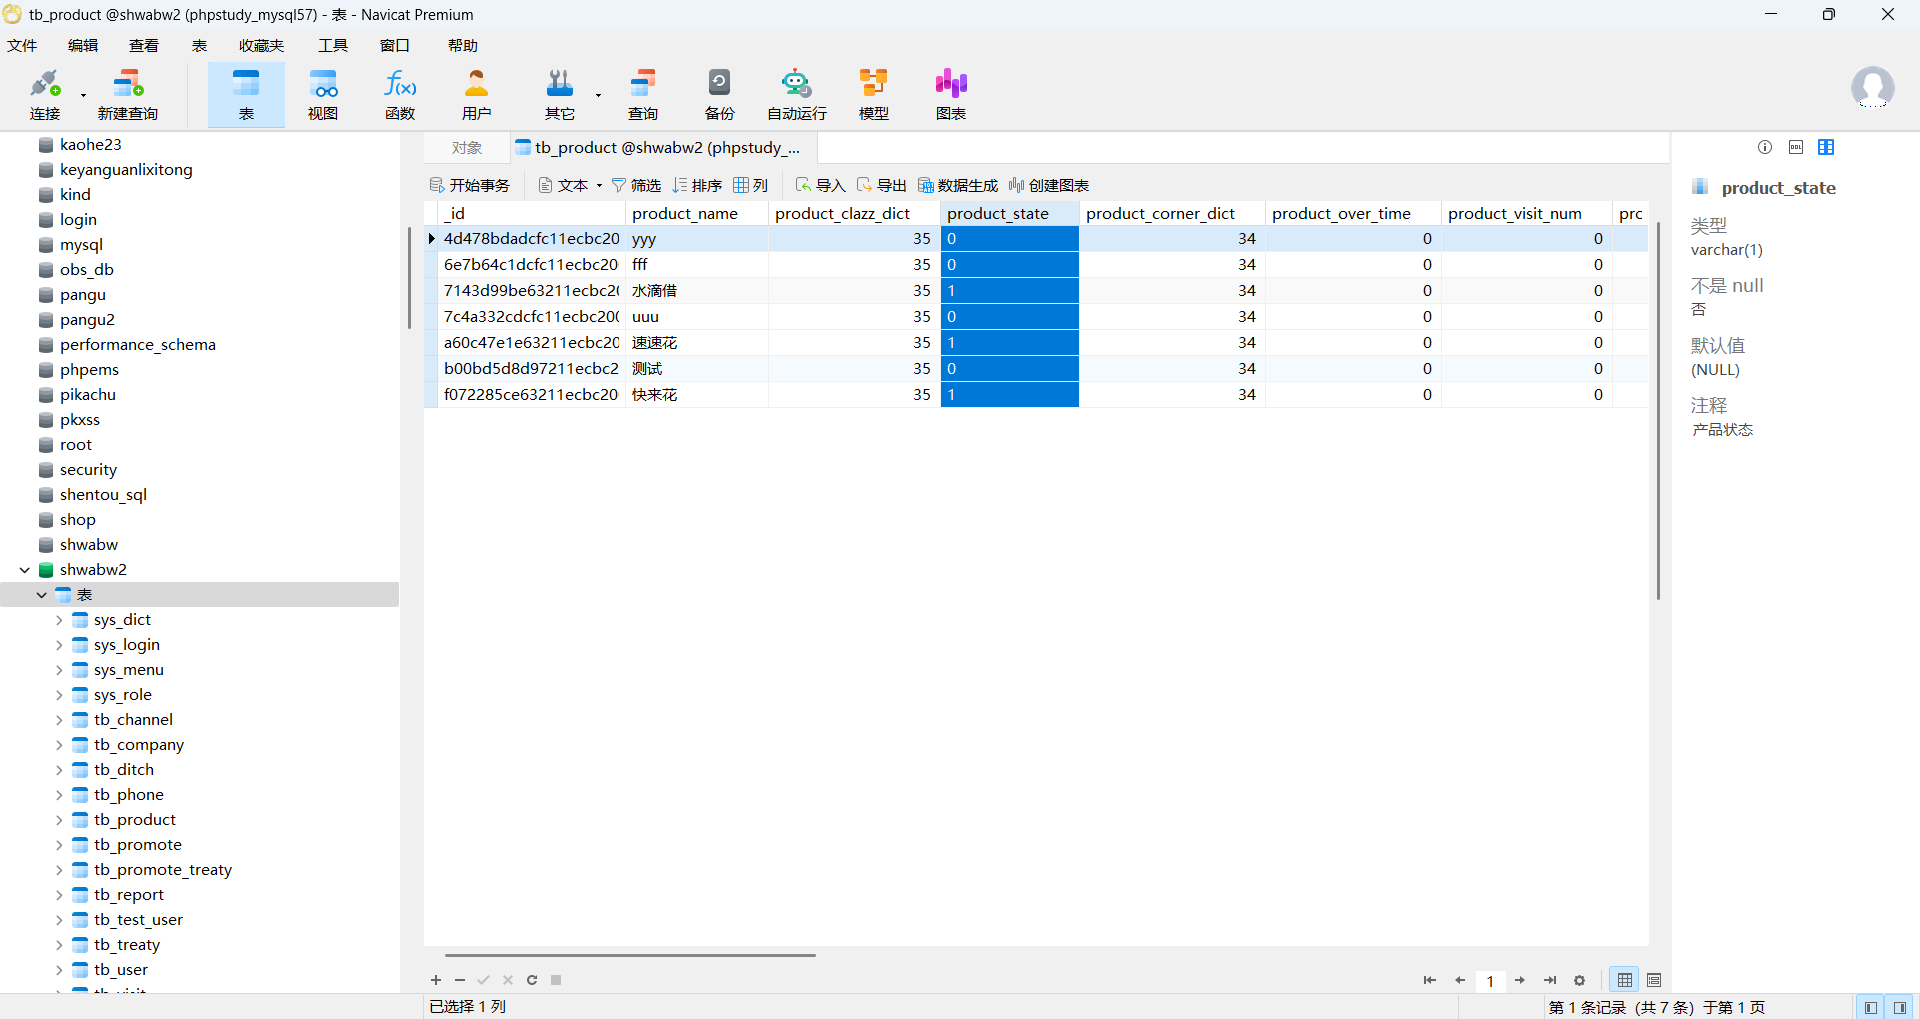 tb_product @shwabw2 (phpstudy_mysql57) - 表 - Navicat Premium
文件 编辑 查看 表 收藏夹 工具 窗口 帮助
连接 新建查询 表 视图 函数 用户 其它 查询 备份 自动运行 模型 图表
kaohe23
keyanguanlixitong
kind
login
mysql
obs_db
pangu
pangu2
performance_schema
phpems
pikachu
pkxss
root
security
shentou_sql
shop
shwabw
shwabw2
表
sys_dict
sys_login
sys_menu
sys_role
tb_channel
tb_company
tb_ditch
tb_phone
tb_product
tb_promote
tb_promote_treaty
tb_report
tb_test_user
tb_treaty
tb_user
对象 tb_product @shwabw2 (phpstudy_...
开始事务 文本 筛选 排序 列 导入 导出 数据生成 创建图表
_id product_name product_clazz_dict product_state product_corner_dict product_over_time product_visit_num prc
4d478bdadcfc11ecbc20 yyy 35 0 34 0 0
6e7b64c1dcfc11ecbc20 fff 35 0 34 0 0
7143d99be63211ecbc20 水滴借 35 1 34 0 0
7c4a332cdcfc11ecbc200 uuu 35 0 34 0 0
a60c47e1e63211ecbc20 速速花 35 1 34 0 0
b00bd5d8d97211ecbc2 测试 35 0 34 0 0
f072285ce63211ecbc20 快来花 35 1 34 0 0
1
已选择 1 列
第 1 条记录 (共 7 条) 于第 1 页
DDL
product_state
类型
varchar(1)
不是 null
否
默认值
(NULL)
注释
产品状态